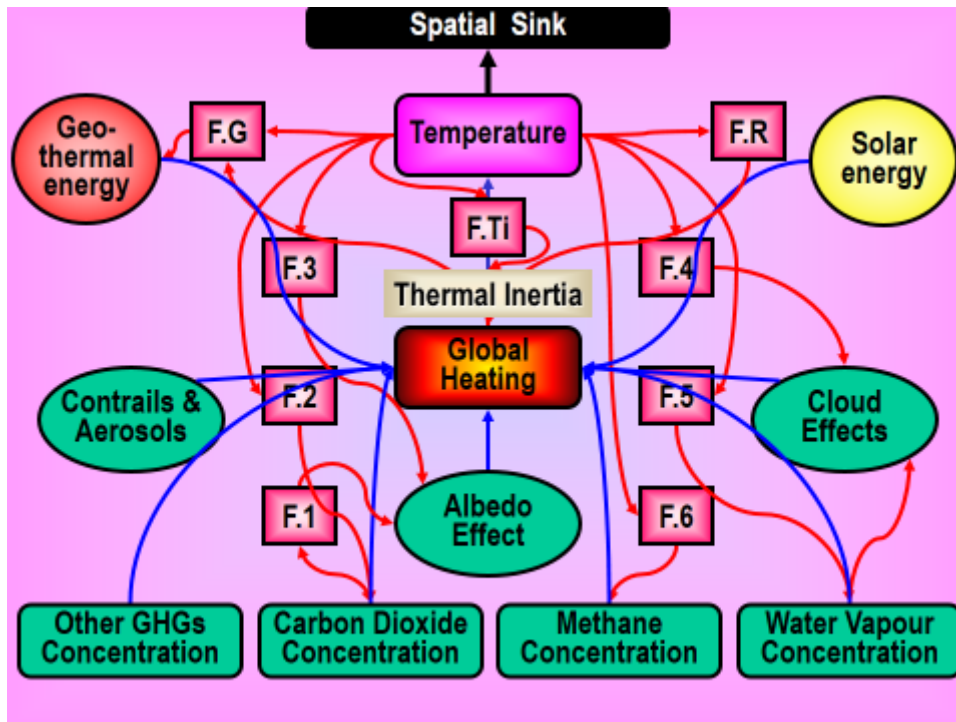 Spatial Sink
Geo-
thermal
energy
F.G
Temperature
F.R
Solar
energy
F.Ti
F.3
F.4
Thermal Inertia
Global
Heating
Contrails &
Aerosols
F.2
F.5
Cloud
Effects
F.1
Albedo
Effect
F.6
Other GHGs
Concentration
Carbon Dioxide
Concentration
Methane
Concentration
Water Vapour
Concentration